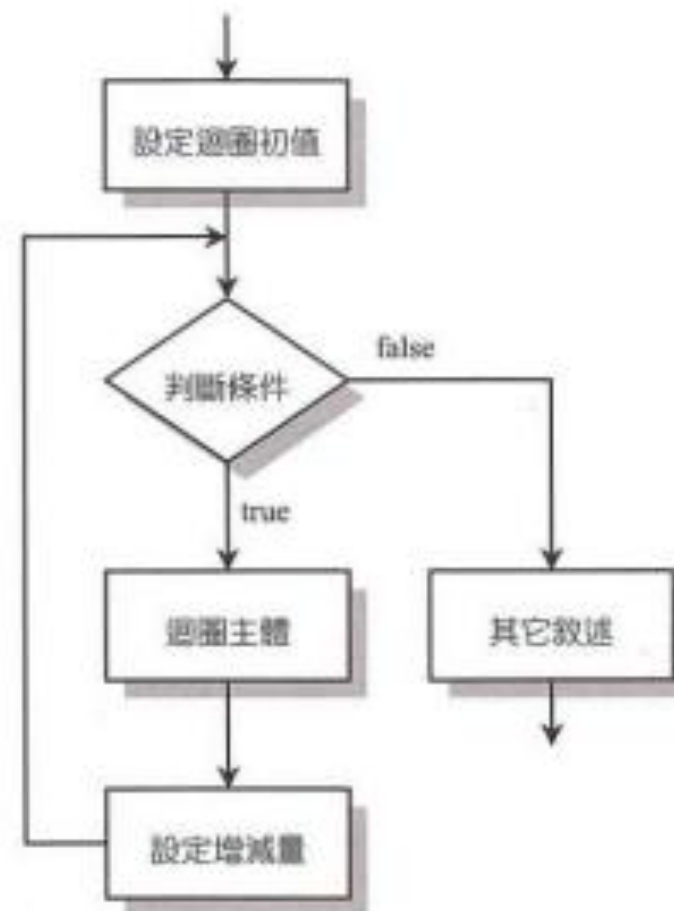 設定迴圈初值
判斷條件
false
true
迴圈主體
其它敘述
設定增減量